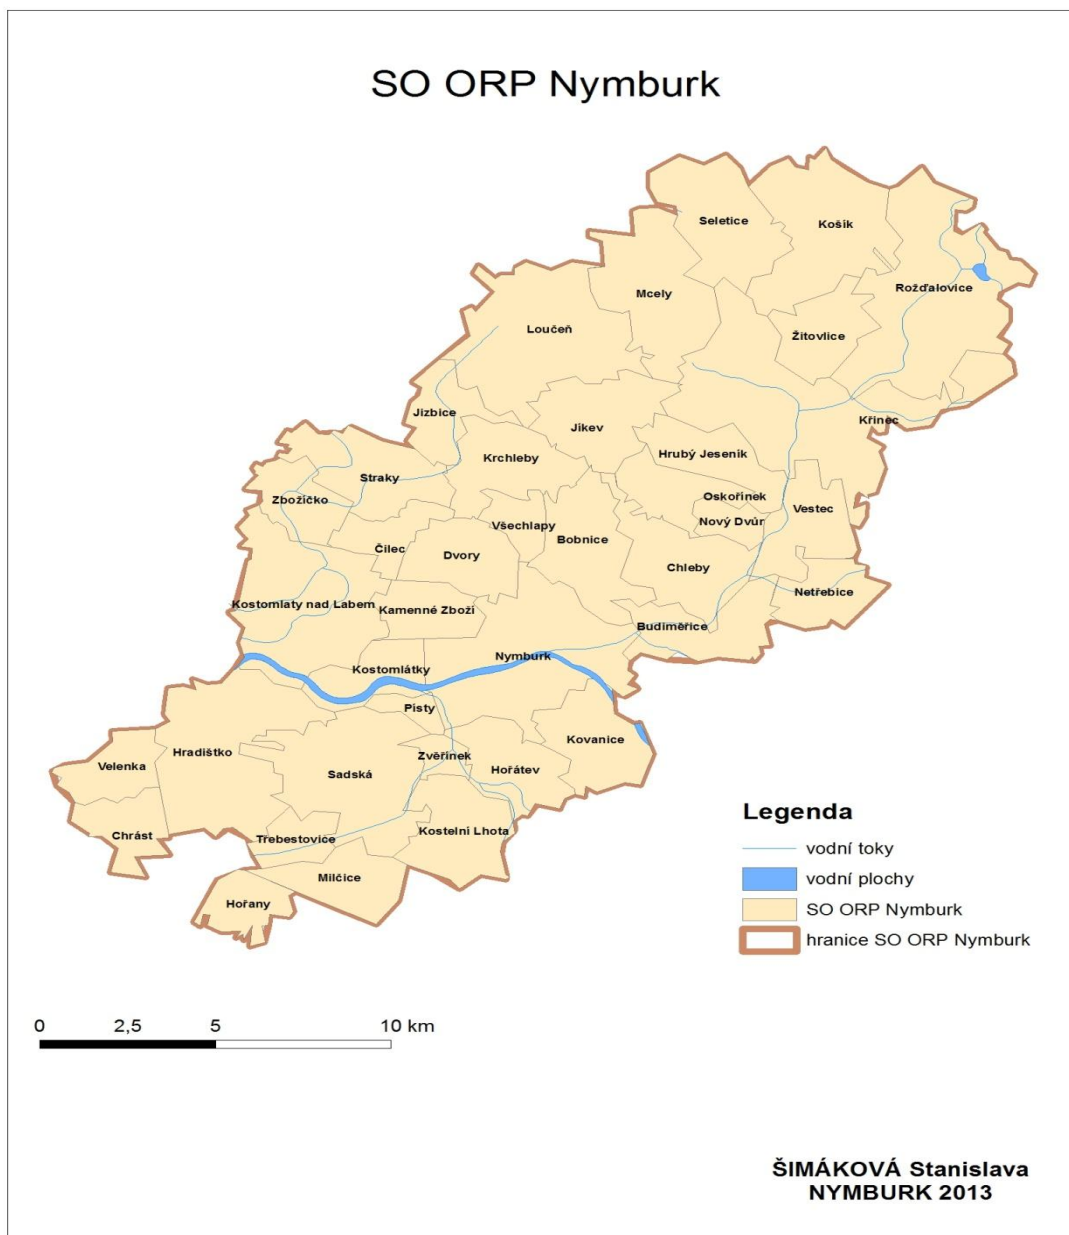 SO ORP Nymburk
Seletice
Košík
Rožďalovice
Mcely
Loučeň
Žitovlice
Jizbice
Jíkev
Křinec
Krchleby
Hrubý Jeseník
Straky
Zbožíčko
Oskořínek
Vestec
Všechlapy
Nový Dvůr
Bobnice
Čilec
Dvory
Chleby
Netřebice
Kostomlaty nad Labem
Kamenné Zboží
Budiměřice
Nymburk
Kostomlátky
Písty
Kovanice
Hradištko
Zvěřínek
Velenka
Sadská
Hořátev
Chrást
Třebestovice
Kostelní Lhota
Milčice
Hořany
Legenda
vodní toky
vodní plochy
SO ORP Nymburk
hranice SO ORP Nymburk
0 2,5 5 10 km
ŠIMÁKOVÁ Stanislava
NYMBURK 2013